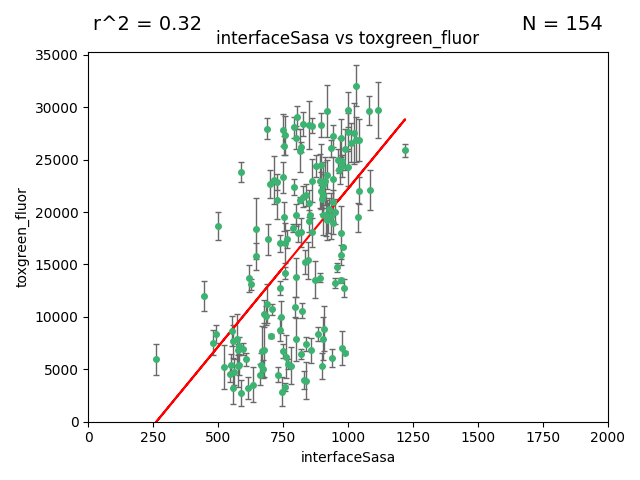 r^2 = 0.32
N = 154
interfaceSasa vs toxgreen_fluor
35000
30000
25000
20000
15000
10000
5000
0
toxgreen_fluor
0 250 500 750 1000 1250 1500 1750 2000
interfaceSasa